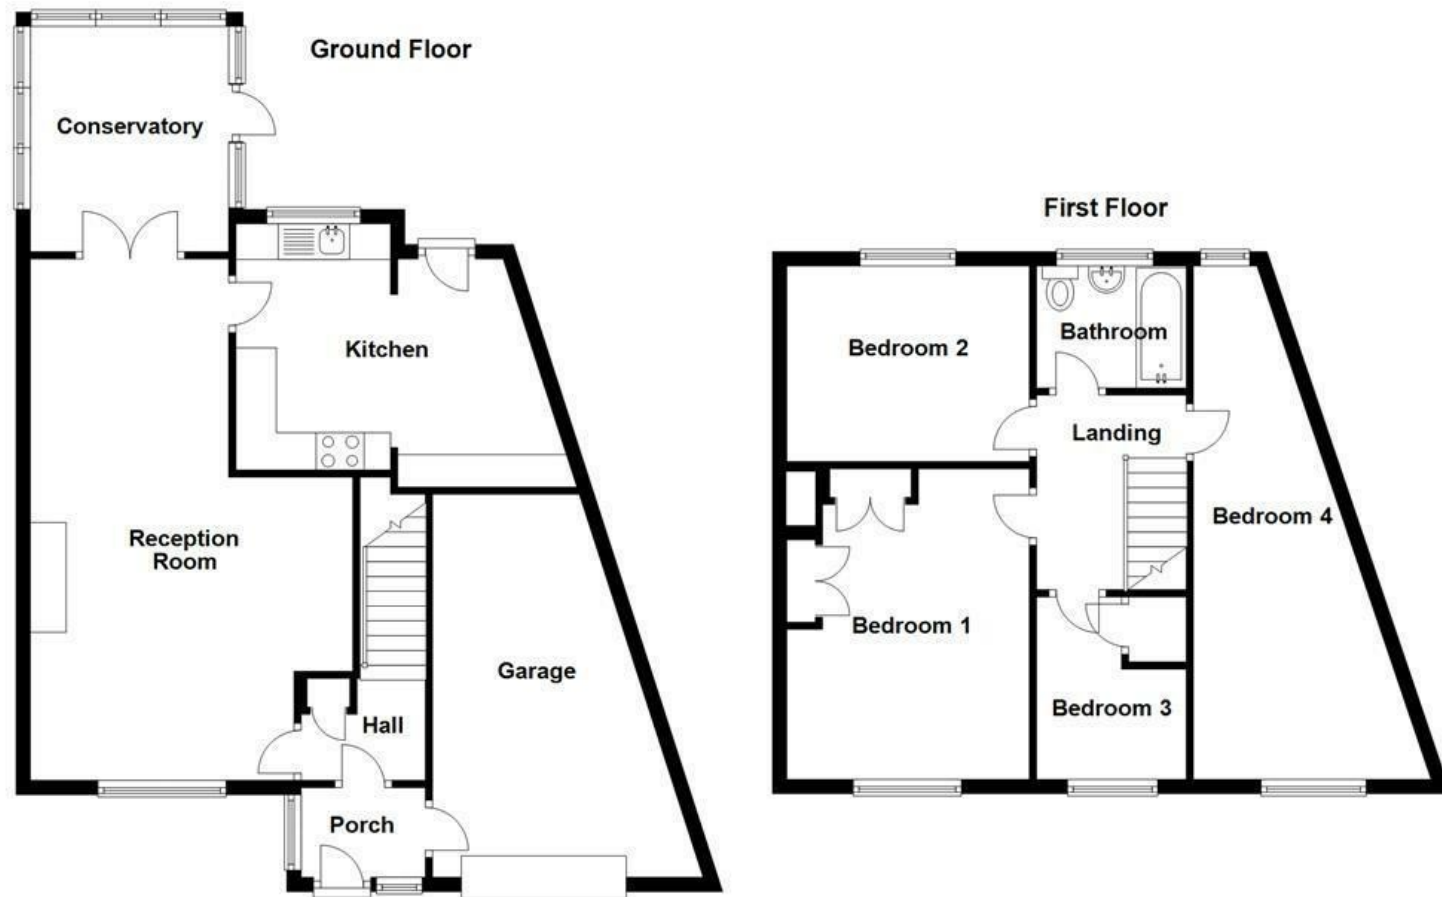 Ground Floor
Conservatory
Kitchen
Reception
Room
Garage
Hall
Porch
First Floor
Bedroom 2
Bathroom
Landing
Bedroom 4
Bedroom 1
Bedroom 3